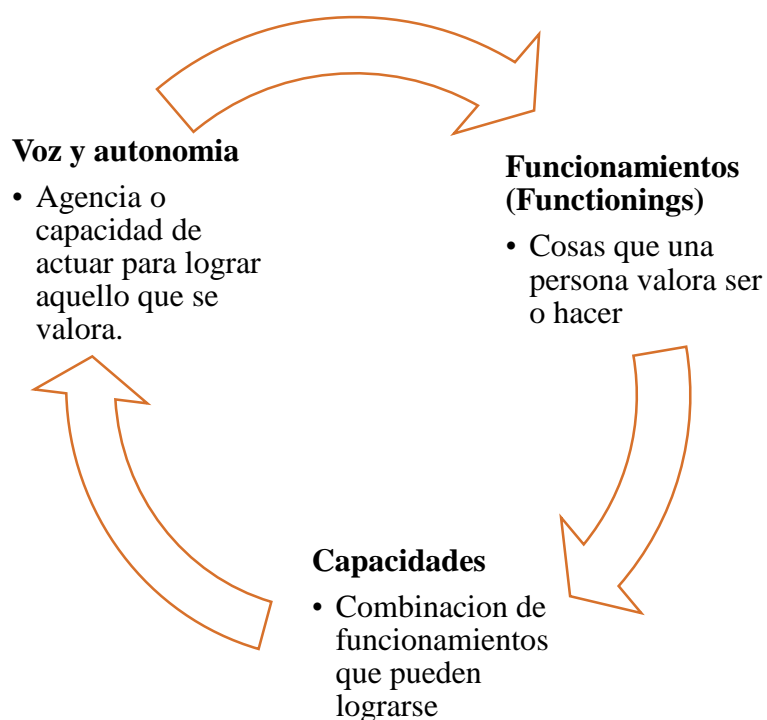 Voz y autonomia
• Agencia o
capacidad de
actuar para lograr
aquello que se
valora.
Funcionamientos
(Functionings)
• Cosas que una
persona valora ser
o hacer
Capacidades
• Combinacion de
funcionamientos
que pueden
lograrse